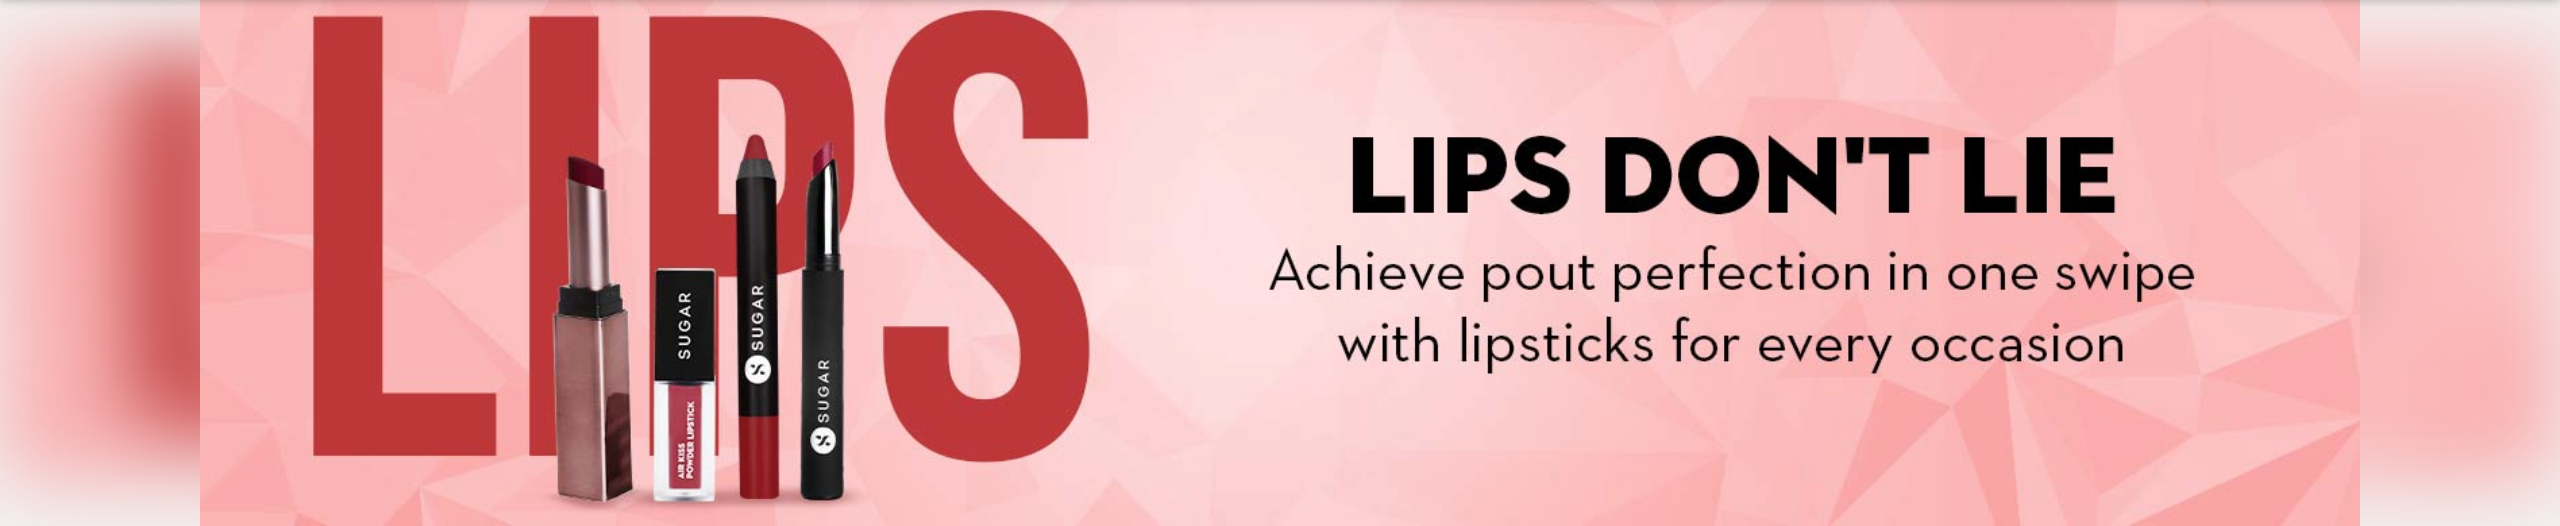 LIPS
SUGAR
AIR KISS
POWDER LIPSTICK
SUGAR
SUGAR
LIPS DON'T LIE
Achieve pout perfection in one swipe
with lipsticks for every occasion